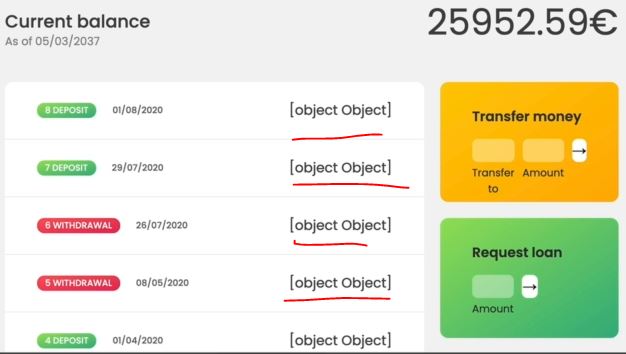 Current balance
As of 05/03/2037
25952.59€
8 DEPOSIT 01/08/2020 [object Object]
7 DEPOSIT 29/07/2020 [object Object]
6 WITHDRAWAL 26/07/2020 [object Object]
5 WITHDRAWAL 08/05/2020 [object Object]
4 DEPOSIT 01/04/2020 [object Object]
Transfer money
→
Transfer to
Amount
Request loan
→
Amount